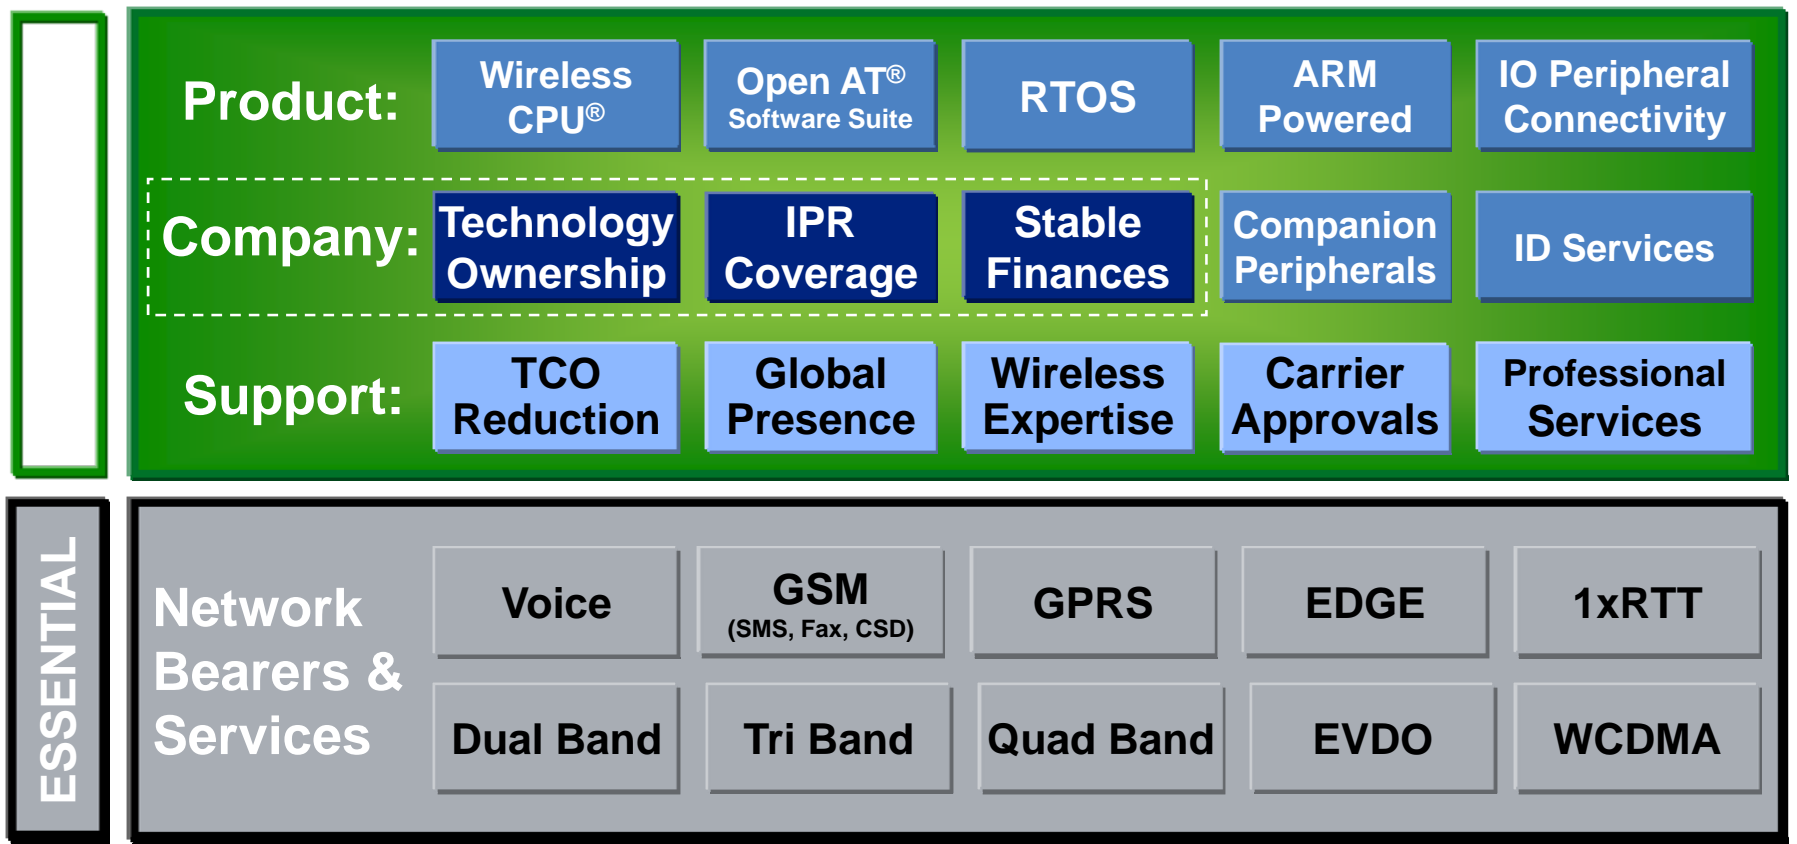 Product:
Wireless
CPU®
Open AT®
Software Suite
RTOS
ARM
Powered
IO Peripheral
Connectivity
Company:
Technology
Ownership
IPR
Coverage
Stable
Finances
Companion
Peripherals
ID Services
Support:
TCO
Reduction
Global
Presence
Wireless
Expertise
Carrier
Approvals
Professional
Services
ESSENTIAL
Network
Bearers &
Services
Voice
GSM
(SMS, Fax, CSD)
GPRS
EDGE
1xRTT
Dual Band
Tri Band
Quad Band
EVDO
WCDMA